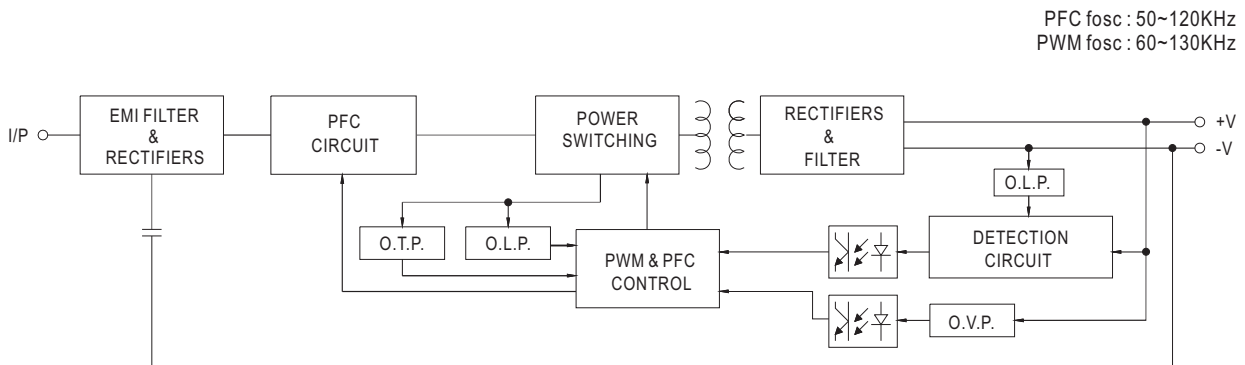 PFC fosc : 50~120KHz
PWM fosc : 60~130KHz
I/P
EMI FILTER
&
RECTIFIERS
PFC
CIRCUIT
POWER
SWITCHING
RECTIFIERS
&
FILTER
+V
-V
O.L.P.
O.T.P.
O.L.P.
PWM & PFC
CONTROL
DETECTION
CIRCUIT
O.V.P.